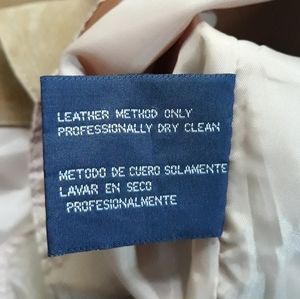 LEATHER METHOD ONLY
PROFESSIONALLY DRY CLEAN
METODO DE CUERO SOLAMENTE
LAVAR EN SECO
PROFESIONALMENTE